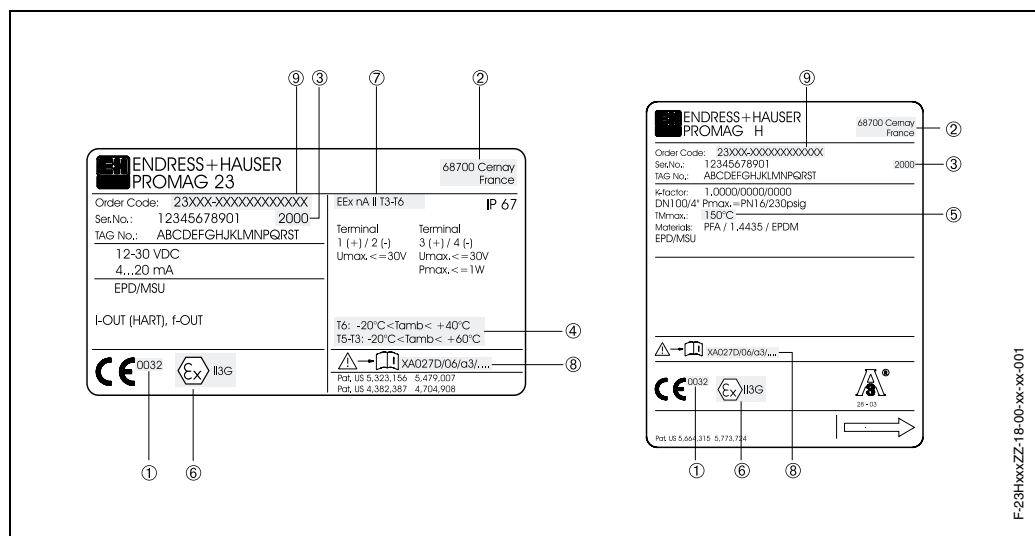 ⑨ ③ ⑦ ②
ENDRESS+HAUSER
PROMAG 23
68700 Cernay
France
Order Code: 23XXX-XXXXXXXXXXXX
Ser.No.: 12345678901 2000
TAG No.: ABCDEFGHJKLMNPQRST
12-30 VDC
4...20 mA
EPD/MSU
I-OUT (HART), f-OUT
EEx nA II T3-T6 IP 67
Terminal Terminal
1 (+) / 2 (-) 3 (+) / 4 (-)
Umax.<=30V Umax.<=30V
Pmax.<=1W
T6: -20°C<Tamb< +40°C
T5-T3: -20°C<Tamb< +60°C
④
XA027D/06/a3/....
⑧
Pat. US 5,323,156 5,479,007
Pat. US 4,382,387 4,704,908
CE 0032 Ex II3G
① ⑥
⑨
ENDRESS+HAUSER
PROMAG H
68700 Cernay
France
②
Order Code: 23XXX-XXXXXXXXXXXX
Ser.No.: 12345678901 2000
③
TAG No.: ABCDEFGHJKLMNPQRST
K-factor: 1,0000/0000/0000
DN100/4" Pmax.=PN16/230psig
TMmax.: 150°C
⑤
Materials: PFA / 1.4435 / EPDM
EPD/MSU
XA027D/06/a3/....
CE 0032 Ex II3G
A 3 ®
28 - 03
Pat. US 5,664,315 5,773,724
① ⑥ ⑧
F-23HxxxZZ-18-00-xx-xx-001